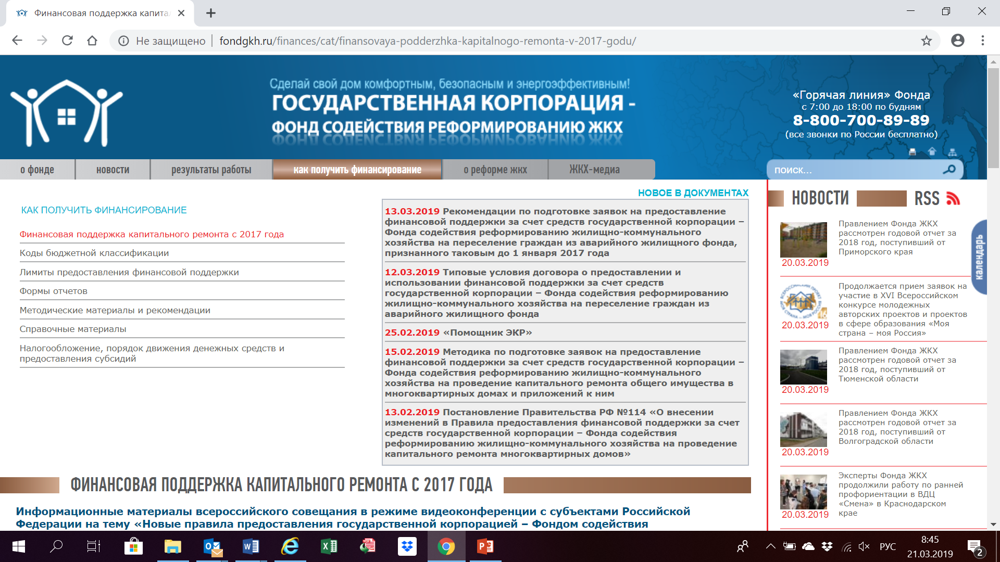 Финансовая поддержка капита
Не защищено
fondgkh.ru/finances/cat/finansovaya-podderzhka-kapitalnogo-remonta-v-2017-godu/
Сделай свой дом комфортным, безопасным и энергоэффективным!
ГОСУДАРСТВЕННАЯ КОРПОРАЦИЯ -
ФОНД СОДЕЙСТВИЯ РЕФОРМИРОВАНИЮ ЖКХ
«Горячая линия» Фонда
с 7:00 до 18:00 по будням
8-800-700-89-89
(все звонки по России бесплатно)
о фонде
новости
результаты работы
как получить финансирование
о реформе жкх
ЖКХ-медиа
ПОИСК...
КАК ПОЛУЧИТЬ ФИНАНСИРОВАНИЕ
Финансовая поддержка капитального ремонта с 2017 года
Коды бюджетной классификации
Лимиты предоставления финансовой поддержки
Формы отчетов
Методические материалы и рекомендации
Справочные материалы
Налогообложение, порядок движения денежных средств и
предоставления субсидий
НОВОЕ В ДОКУМЕНТАХ
13.03.2019 Рекомендации по подготовке заявок на предоставление
финансовой поддержки за счет средств государственной корпорации –
Фонда содействия реформированию жилищно-коммунального
хозяйства на переселение граждан из аварийного жилищного фонда,
признанного таковым до 1 января 2017 года
12.03.2019 Типовые условия договора о предоставлении и
использовании финансовой поддержки за счет средств
государственной корпорации – Фонда содействия реформированию
жилищно-коммунального хозяйства на переселение граждан из
аварийного жилищного фонда
25.02.2019 «Помощник ЭКР»
15.02.2019 Методика по подготовке заявок на предоставление
финансовой поддержки за счет средств государственной корпорации –
Фонда содействия реформированию жилищно-коммунального
хозяйства на проведение капитального ремонта общего имущества в
многоквартирных домах и приложений к ним
13.02.2019 Постановление Правительства РФ №114 «О внесении
изменений в Правила предоставления финансовой поддержки за счет
средств государственной корпорации – Фонда содействия
реформированию жилищно-коммунального хозяйства на проведение
капитального ремонта многоквартирных домов»
НОВОСТИ
RSS
Правлением Фонда ЖКХ
рассмотрен годовой отчет за
2018 год, поступивший от
Приморского края
20.03.2019
календарь
Продолжается прием заявок на
участие в XVI Всероссийском
конкурсе молодежных
авторских проектов и проектов
в сфере образования «Моя
страна – моя Россия»
20.03.2019
Правлением Фонда ЖКХ
рассмотрен годовой отчет за
2018 год, поступивший от
Тюменской области
20.03.2019
Правлением Фонда ЖКХ
рассмотрен годовой отчет за
2018 год, поступивший от
Волгоградской области
20.03.2019
Эксперты Фонда ЖКХ
продолжили работу по ранней
профориентации в ВДЦ
«Смена» в Краснодарском
крае
20.03.2019
ФИНАНСОВАЯ ПОДДЕРЖКА КАПИТАЛЬНОГО РЕМОНТА С 2017 ГОДА
Информационные материалы всероссийского совещания в режиме видеоконференции с субъектами Российской
Федерации на тему «Новые правила предоставления государственной корпорацией – Фондом содействия
РУС
8:45
21.03.2019
2